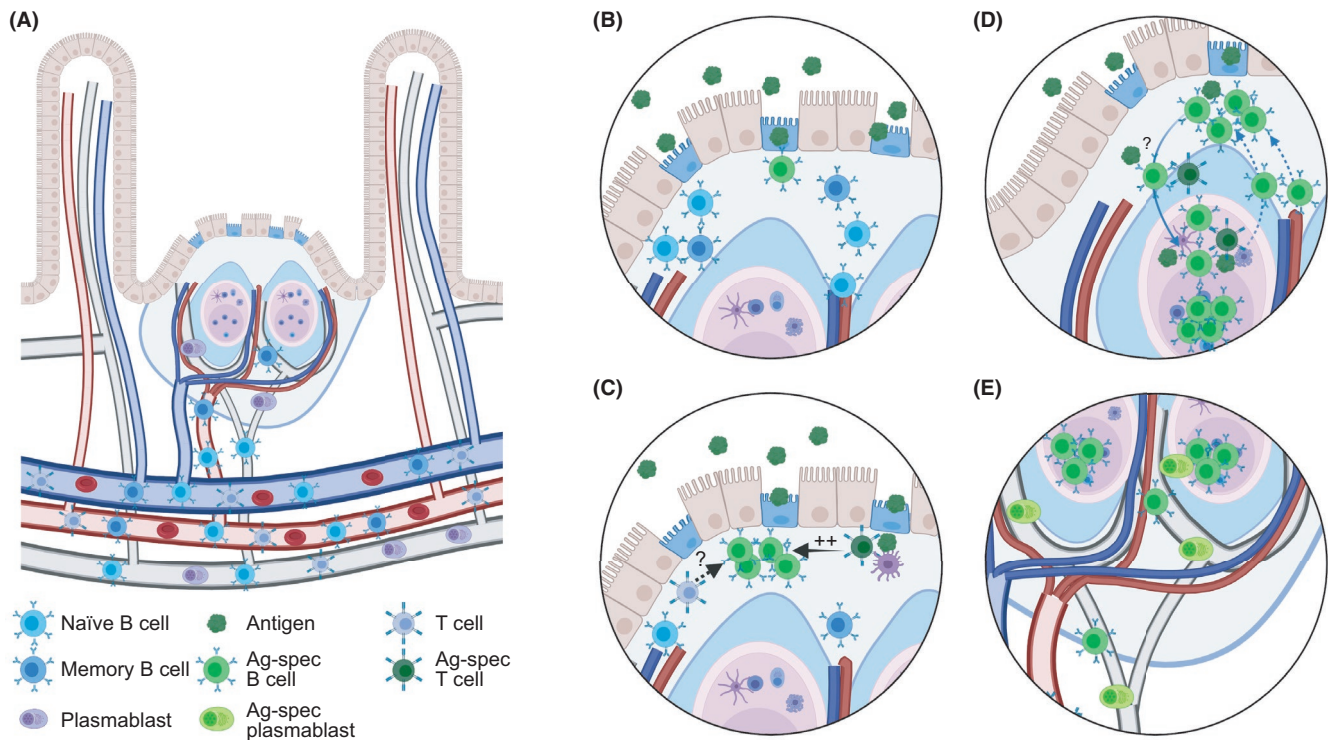 (A)
(B)
(D)
?
(C)
++
?
(E)
Naïve B cell
Antigen
T cell
Memory B cell
Ag-spec
B cell
Ag-spec
T cell
Plasmablast
Ag-spec
plasmablast